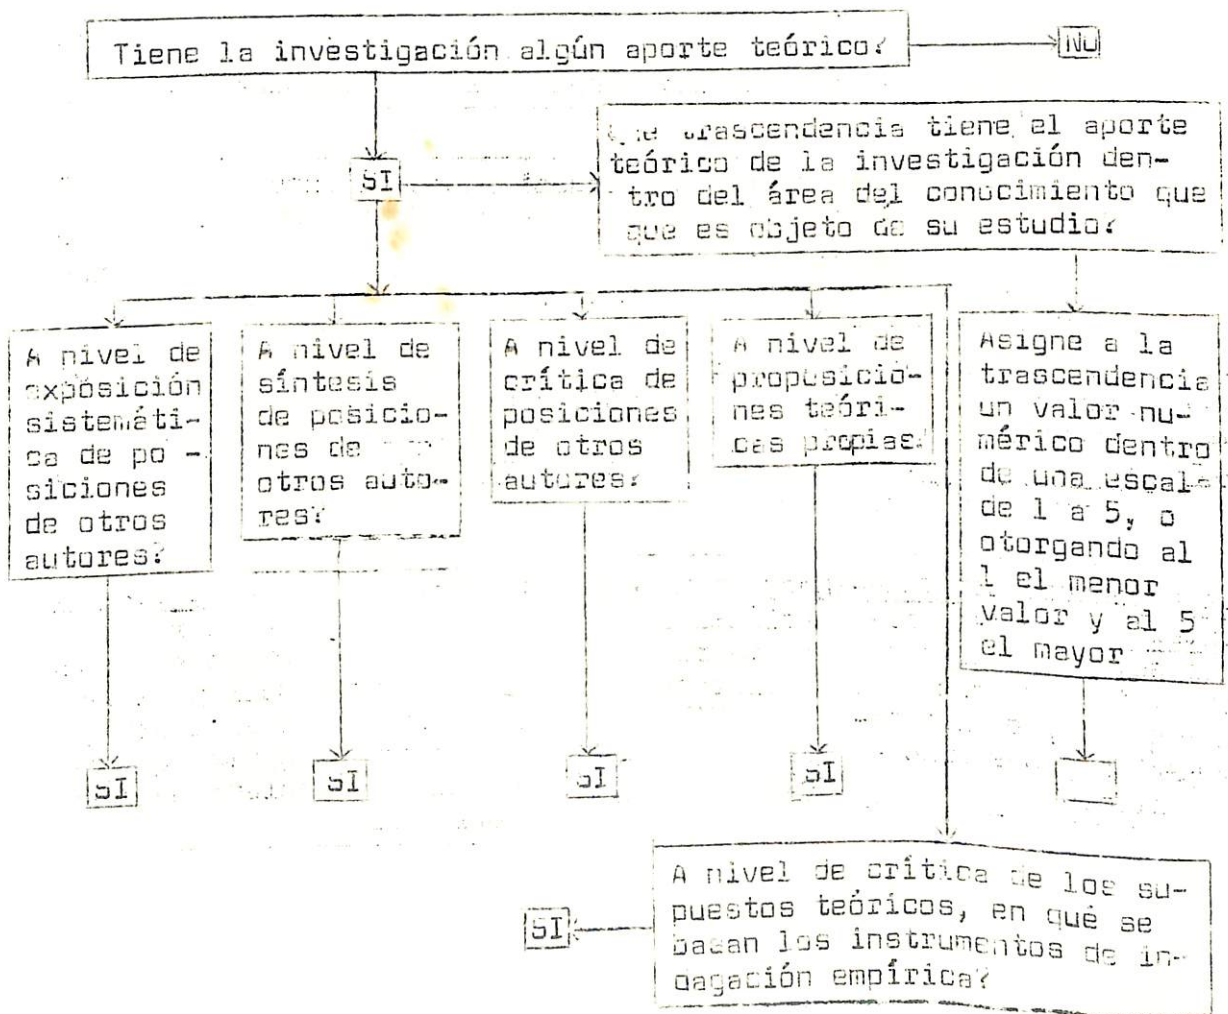 Tiene la investigación algún aporte teórico?
NO
trascendencia tiene el aporte
teórico de la investigación den-
tro del área del conocimiento que
que es objeto de su estudio?
SI
A nivel de
exposición
sistemáti-
ca de po -
siciones
de otros
autores?
A nivel de
síntesis
de posicio-
nes de
otros auto-
res?
A nivel de
crítica de
posiciones
de otros
autores?
A nivel de
proposicio-
nes teóri-
cas propias?
Asigne a la
trascendencia
un valor nu-
mérico dentro
de una escala
de 1 a 5, o
otorgando al
1 el menor
valor y al 5
el mayor
SI
SI
SI
SI
A nivel de crítica de los su-
puestos teóricos, en qué se
basan los instrumentos de in-
dagación empírica?
SI